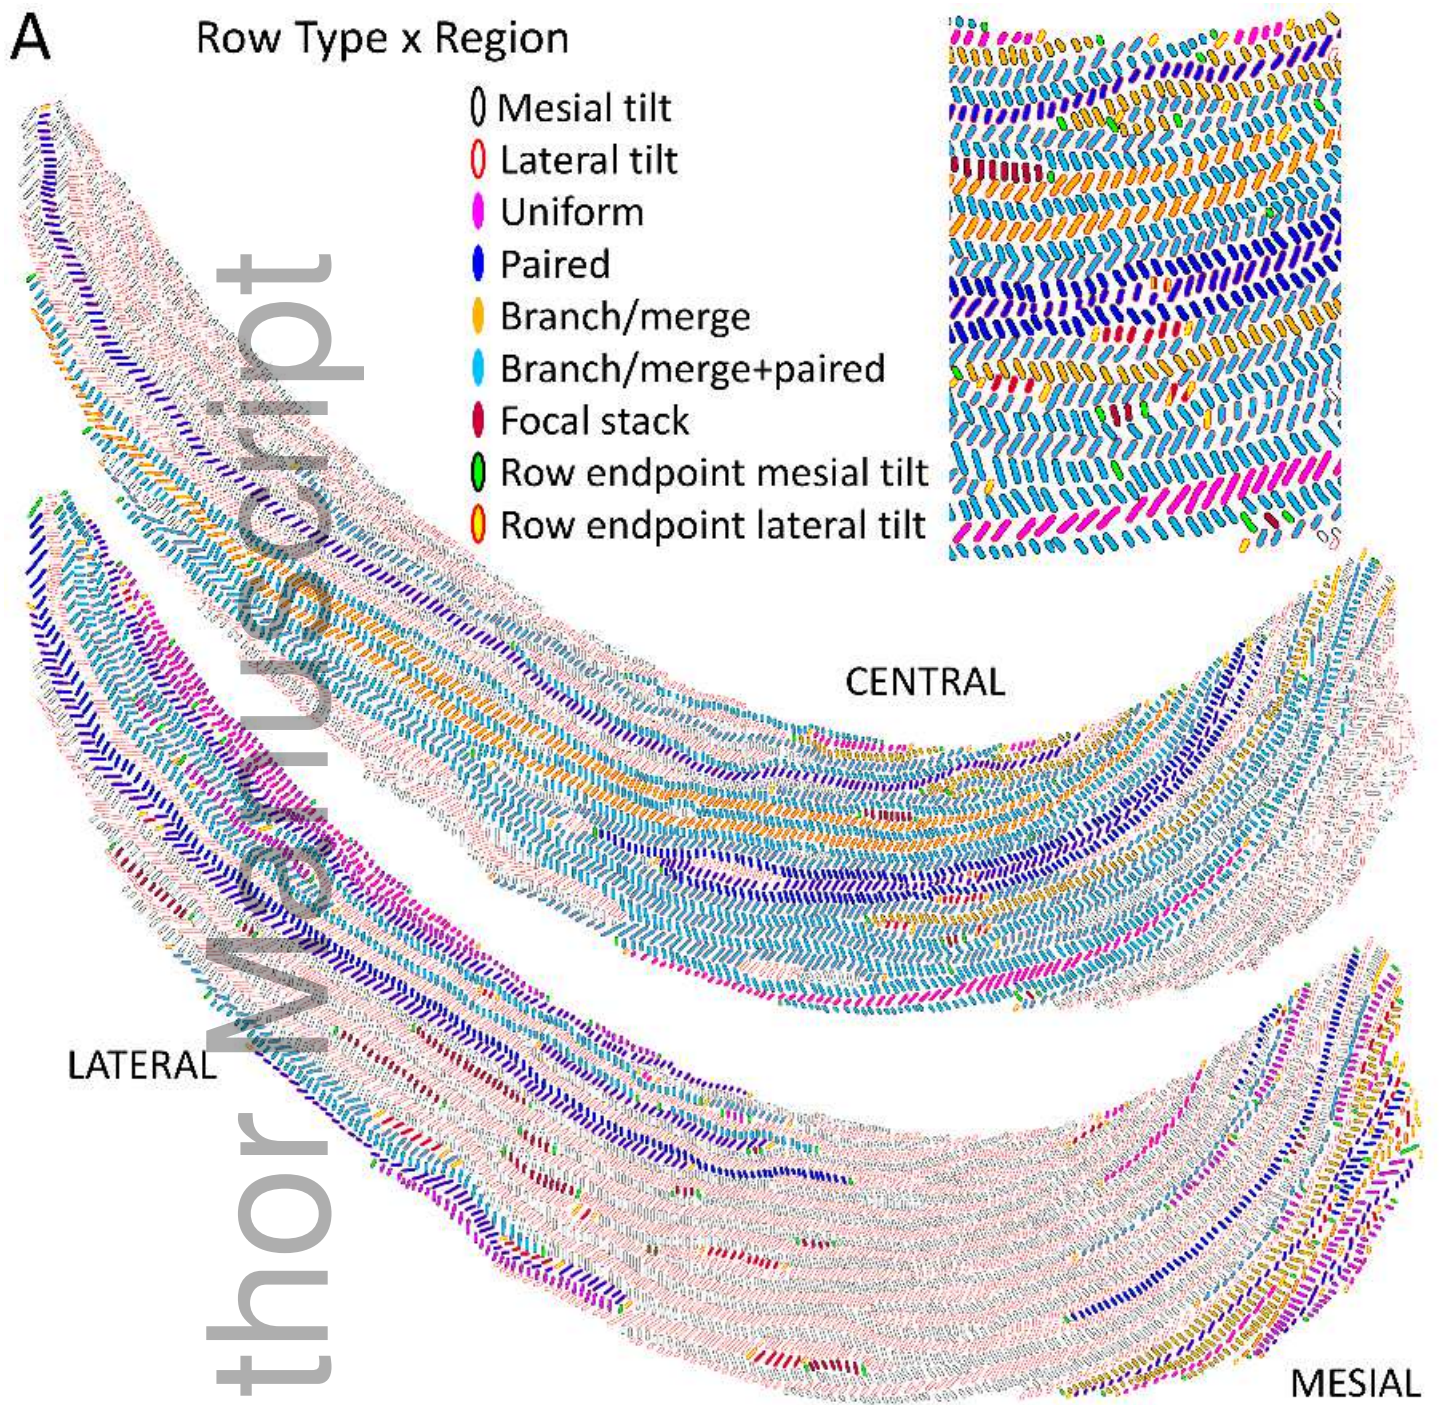 A
Row Type x Region
Mesial tilt
Lateral tilt
Uniform
Paired
Branch/merge
Branch/merge+paired
Focal stack
Row endpoint mesial tilt
Row endpoint lateral tilt
CENTRAL
LATERAL
MESIAL
thor Manuscript